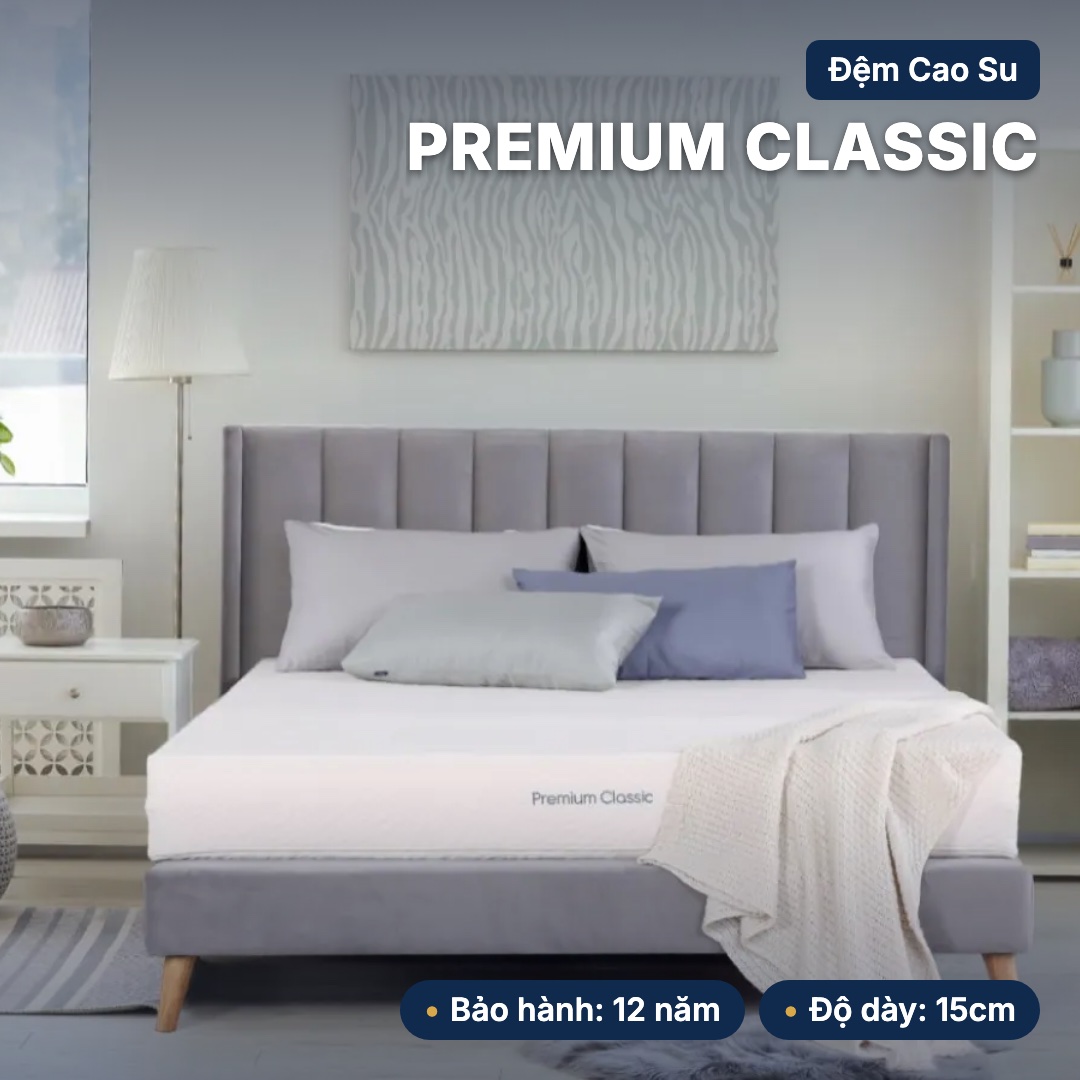 Đệm Cao Su
PREMIUM CLASSIC
Premium Classic
• Bảo hành: 12 năm
• Độ dày: 15cm